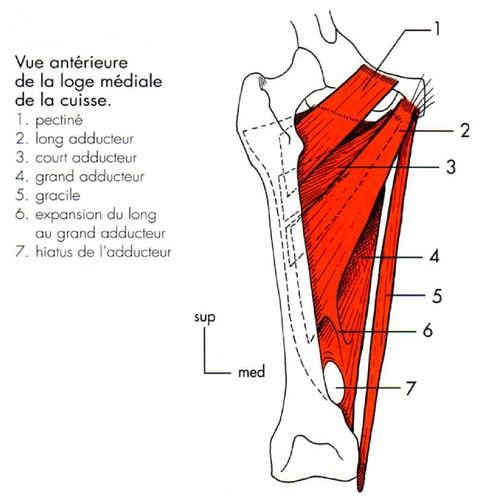 Vue antérieure
de la loge médiale
de la cuisse.
1. pectiné
2. long adducteur
3. court adducteur
4. grand adducteur
5. gracile
6. expansion du long
au grand adducteur
7. hiatus de l'adducteur
1
2
3
4
5
6
7
sup
med